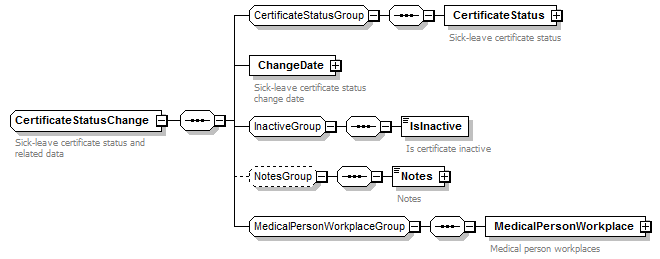 CertificateStatusGroup
CertificateStatus
Sick-leave certificate status
ChangeDate
Sick-leave certificate status
change date
CertificateStatusChange
Sick-leave certificate status and
related data
InactiveGroup
IsInactive
Is certificate inactive
NotesGroup
Notes
Notes
MedicalPersonWorkplaceGroup
MedicalPersonWorkplace
Medical person workplaces